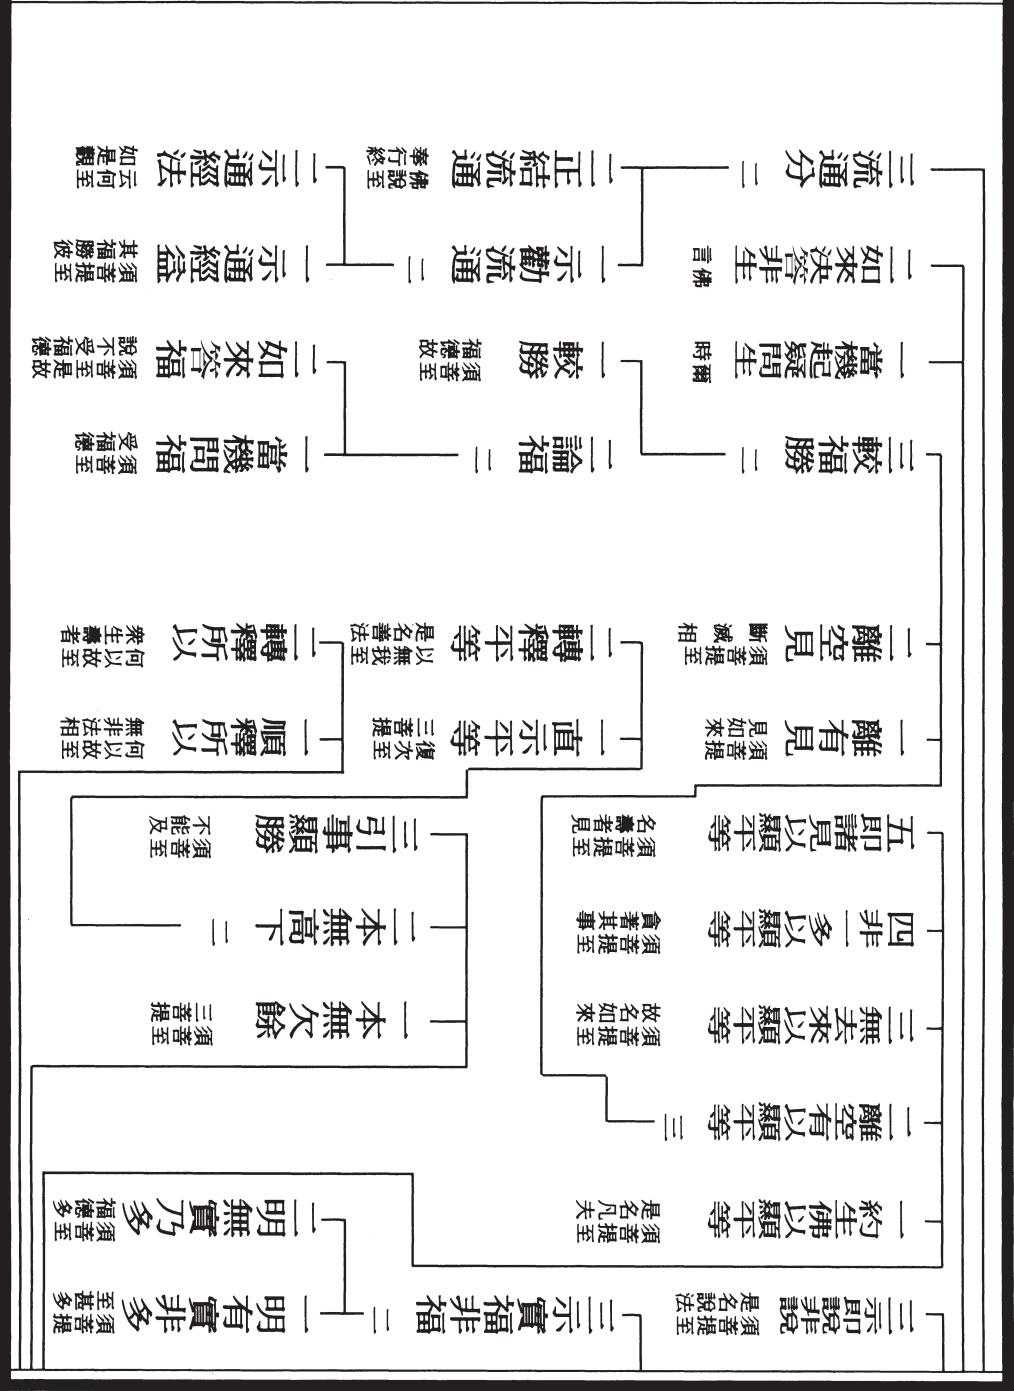 三示即說非說
須菩提至
是名說法
三示實福非福 二
一明有實非多
須菩提
至甚多
一約生佛以顯平等
須菩提至
是名凡夫
二明無實乃多
須菩至
福德多
二離空有以顯平等 三
三無去來以顯平等
須菩提至
故名如來
一本無欠餘
須菩至
三菩提
四非一多以顯平等
須菩提至
貪著其事
二本無高下 二
五即諸見以顯平等
須菩提至
名壽者見
三引事顯勝
須菩至
不能及
一離有見
須菩提
見如來
一直示平等
復次至
三菩提
一順釋所以
何以故至
無非法相
二離空見
須菩提至
斷滅相
二轉釋平等
以無我至
是名善法
二轉釋所以
何以故至
衆生壽者
三較福勝 二
二論福 二
一當機問福
須菩至
受福德
一當機起疑問生
爾
時
一較勝
須菩至
福德故
二如來答福
須菩至是故
說不受福德
二如來決答非生
佛
言
一示勸流通 二
一示通經益
須菩提至
其福勝彼
三流通分 二
二正結流通
佛說至
奉行終
二示通經法
云何至
如是觀